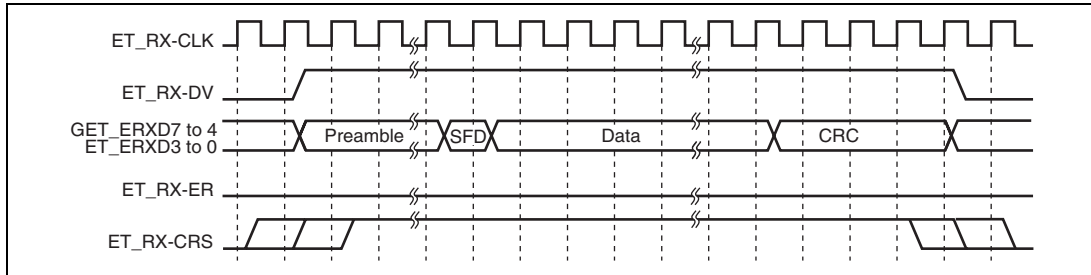 ET_RX-CLK
ET_RX-DV
GET_ERXD7 to 4
ET_ERXD3 to 0
Preamble
SFD
Data
CRC
ET_RX-ER
ET_RX-CRS